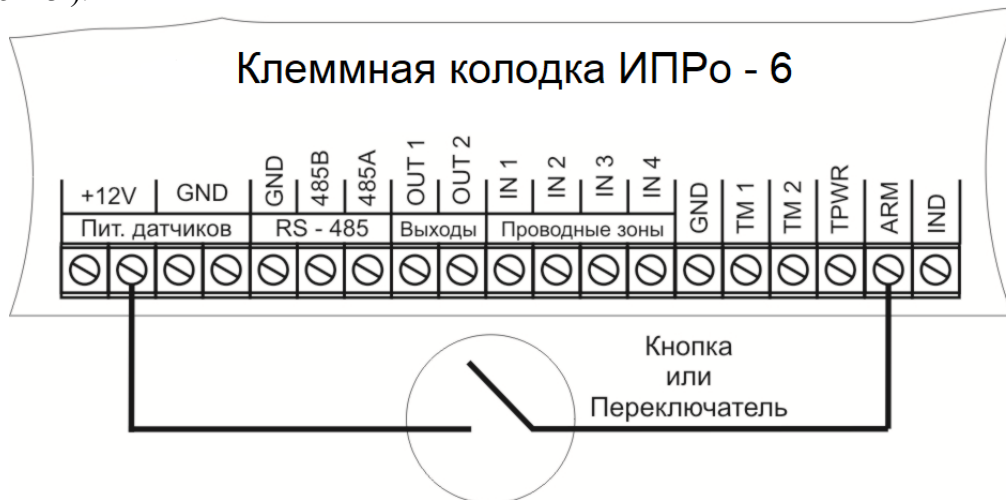 Клеммная колодка ИПРо - 6
+12V GND GND 485B 485A OUT 1 OUT 2 IN 1 IN 2 IN 3 IN 4 GND TM 1 TM 2 TPWR ARM IND
Пит. датчиков RS - 485 Выходы Проводные зоны
Кнопка
или
Переключатель